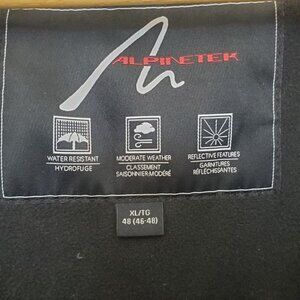 ALPINETEK
WATER RESISTANT
HYDROFUGE
MODERATE WEATHER
CLASSEMENT
SAISONNIER MODÉRÉ
REFLECTIVE FEATURES
GARNITURES
RÉFLÉCHISSANTES
XL/TG
48 (46-48)